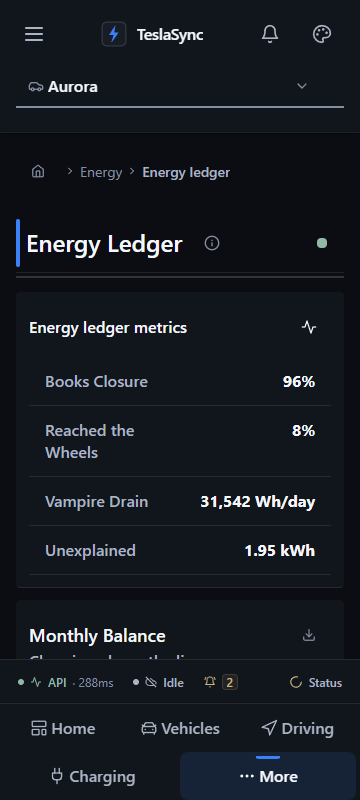 TeslaSync
Aurora
Energy
Energy ledger
Energy Ledger
Energy ledger metrics
Books Closure 96%
Reached the Wheels 8%
Vampire Drain 31,542 Wh/day
Unexplained 1.95 kWh
Monthly Balance
API · 288ms Idle 2 Status
Home Vehicles Driving
Charging More